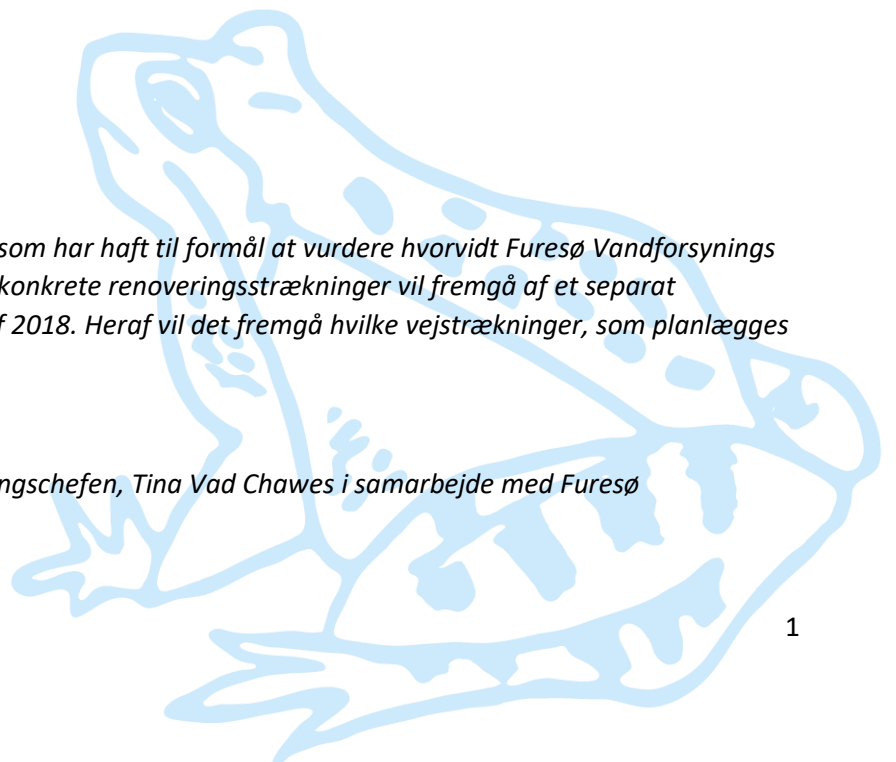 som har haft til formål at vurdere hvorvidt Furesø Vandforsynings
konkrete renoveringsstrækninger vil fremgå af et separat
f 2018. Heraf vil det fremgå hvilke vejstrækninger, som planlægges
ngschefen, Tina Vad Chawes i samarbejde med Furesø
1